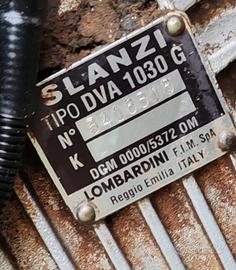 SLANZI
TIPO DVA 1030 G
N°
K
DGM 0000/5372 OM
LOMBARDINI F.I.M. SpA
Reggio Emilia ITALY